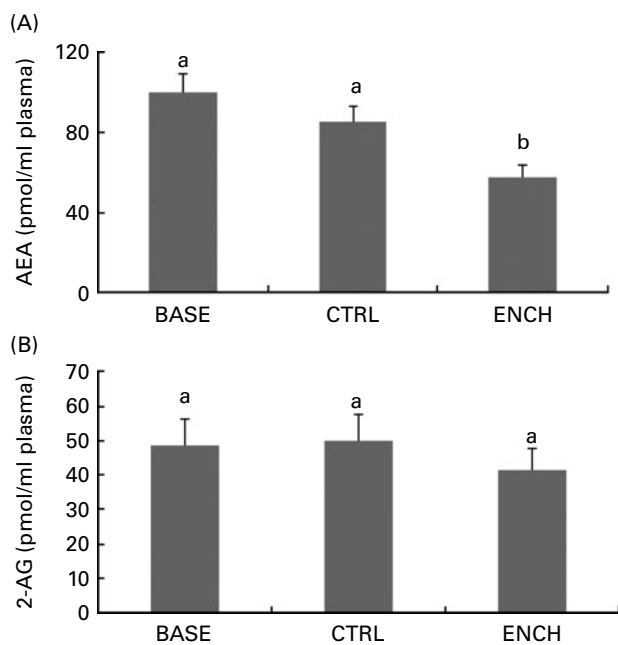 (A)
AEA (pmol/ml plasma)
120
80
40
0
a
a
b
BASE
CTRL
ENCH
(B)
2-AG (pmol/ml plasma)
70
60
50
40
30
20
10
0
a
a
a
BASE
CTRL
ENCH